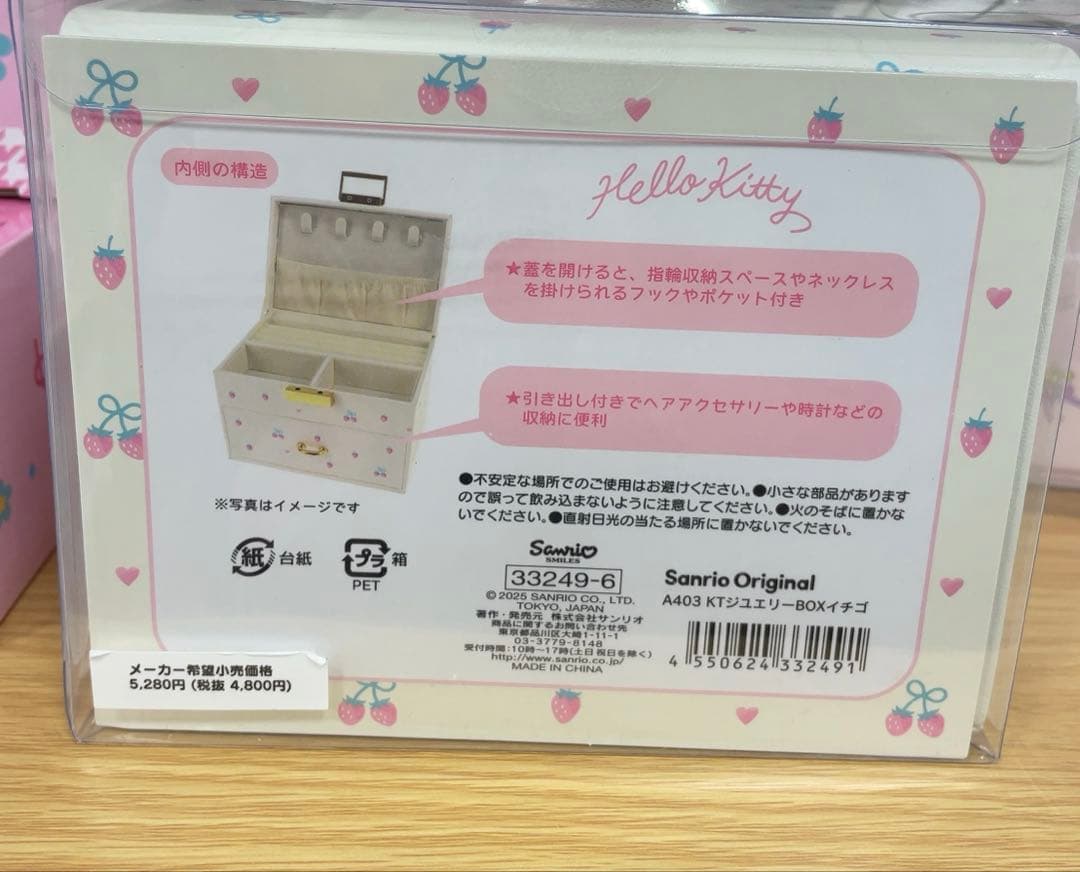 内側の構造
Hello Kitty
★蓋を開けると、指輪収納スペースやネックレス
を掛けられるフックやポケット付き
★引き出し付きでヘアアクセサリーや時計などの
収納に便利
※写真はイメージです
●不安定な場所でのご使用はお避けください。●小さな部品があります
ので誤って飲み込まないように注意してください。●火のそばに置かな
いでください。●直射日光の当たる場所に置かないでください。
紙 台紙
プラ 箱
PET
Sanrio
SMILES
33249-6
© 2025 SANRIO CO., LTD.
TOKYO, JAPAN
著作・発売元 株式会社サンリオ
商品に関するお問い合わせ先
東京都品川区大崎1-11-1
03-3779-8148
受付時間:10時〜17時(土日祝日を除く)
http://www.sanrio.co.jp/
MADE IN CHINA
Sanrio Original
A403 KTジュエリーBOXイチゴ
4 550624 332491
メーカー希望小売価格
5,280円 (税抜 4,800円)